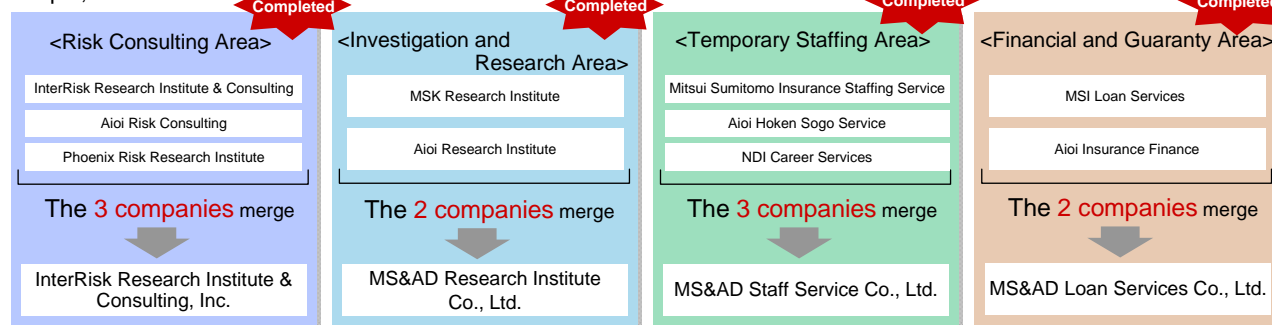 Completed
<Risk Consulting Area>
InterRisk Research Institute & Consulting
Aioi Risk Consulting
Phoenix Risk Research Institute
The 3 companies merge
InterRisk Research Institute &
Consulting, Inc.
Completed
<Investigation and
Research Area>
MSK Research Institute
Aioi Research Institute
The 2 companies merge
MS&AD Research Institute
Co., Ltd.
Completed
<Temporary Staffing Area>
Mitsui Sumitomo Insurance Staffing Service
Aioi Hoken Sogo Service
NDI Career Services
The 3 companies merge
MS&AD Staff Service Co., Ltd.
Completed
<Financial and Guaranty Area>
MSI Loan Services
Aioi Insurance Finance
The 2 companies merge
MS&AD Loan Services Co., Ltd.